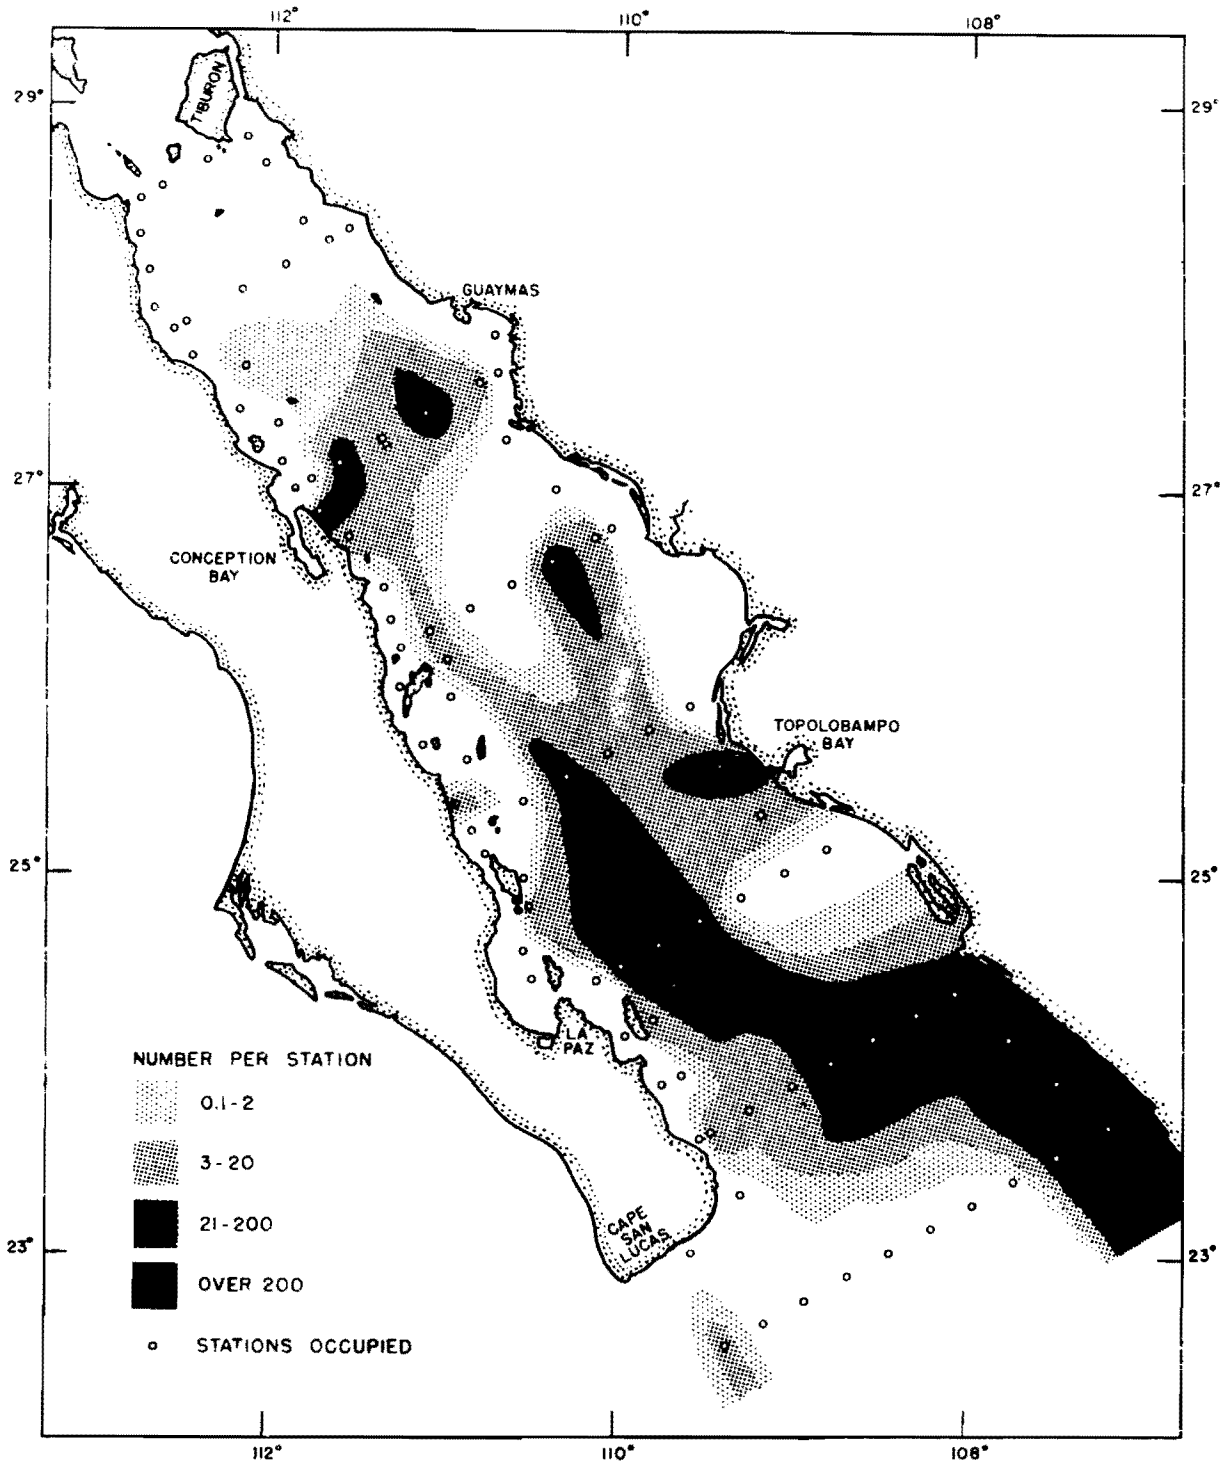 112°
110°
108°
29°
29°
TIBURON
GUAYMAS
27°
27°
CONCEPTION
BAY
TOPOLOBAMPO
BAY
25°
25°
LA
PAZ
NUMBER PER STATION
0.1-2
3-20
21-200
OVER 200
STATIONS OCCUPIED
CAPE
SAN
LUCAS
23°
23°
112°
110°
108°